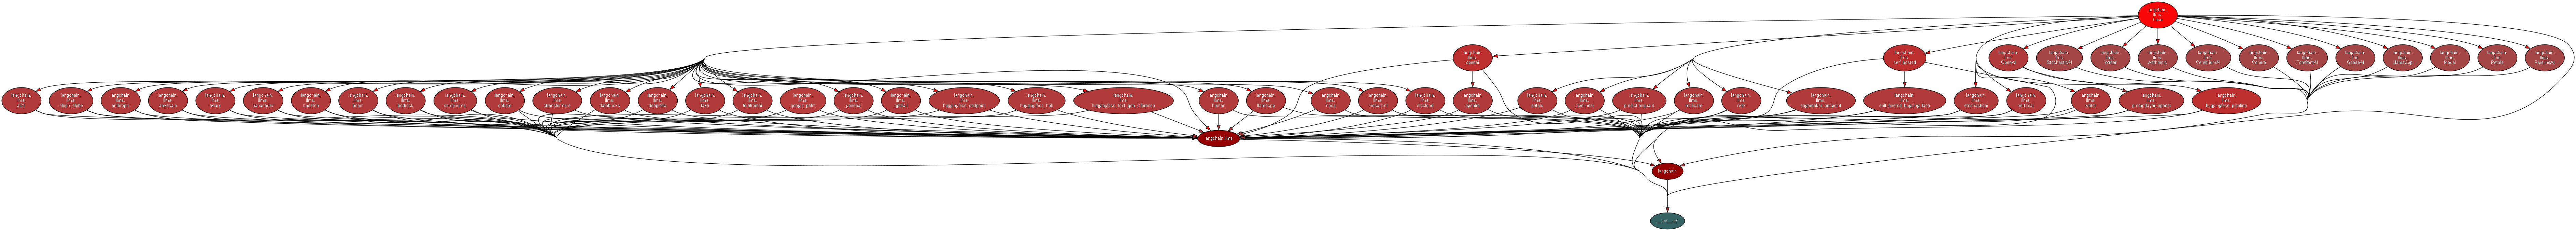 langchain.
llms.
base
langchain.
llms.
openai
langchain.
llms.
self_hosted
langchain.
llms.
OpenAI
langchain.
llms.
StochasticAI
langchain.
llms.
Writer
langchain.
llms.
Anthropic
langchain.
llms.
CerebriumAI
langchain.
llms.
Cohere
langchain.
llms.
ForefrontAI
langchain.
llms.
GooseAI
langchain.
llms.
LlamaCpp
langchain.
llms.
Modal
langchain.
llms.
Petals
langchain.
llms.
PipelineAI
langchain.
llms.
ai21
langchain.
llms.
aleph_alpha
langchain.
llms.
anthropic
langchain.
llms.
anyscale
langchain.
llms.
aviary
langchain.
llms.
bananadev
langchain.
llms.
baseten
langchain.
llms.
beam
langchain.
llms.
bedrock
langchain.
llms.
cerebriumai
langchain.
llms.
cohere
langchain.
llms.
ctransformers
langchain.
llms.
databricks
langchain.
llms.
deepinfra
langchain.
llms.
fake
langchain.
llms.
forefrontai
langchain.
llms.
google_palm
langchain.
llms.
gooseai
langchain.
llms.
gpt4all
langchain.
llms.
huggingface_endpoint
langchain.
llms.
huggingface_hub
langchain.
llms.
huggingface_text_gen_inference
langchain.
llms.
human
langchain.
llms.
llamacpp
langchain.
llms.
modal
langchain.
llms.
mosaicml
langchain.
llms.
nlpcloud
langchain.
llms.
openlm
langchain.
llms.
petals
langchain.
llms.
pipelineai
langchain.
llms.
predictionguard
langchain.
llms.
replicate
langchain.
llms.
rwkv
langchain.
llms.
sagemaker_endpoint
langchain.
llms.
self_hosted_hugging_face
langchain.
llms.
stochasticai
langchain.
llms.
vertexai
langchain.
llms.
writer
langchain.
llms.
promptlayer_openai
langchain.
llms.
huggingface_pipeline
langchain.llms
langchain
__init__.py